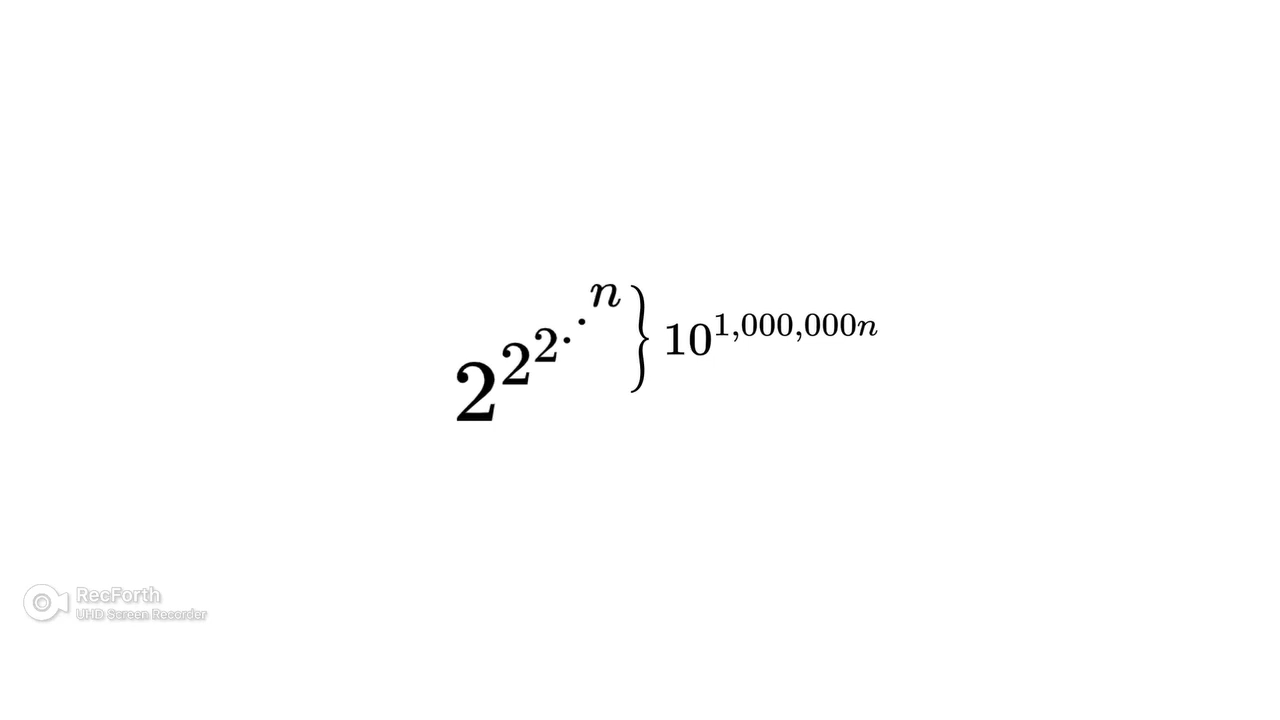 2^{2^{2^{⋰^{n}}}} } 10^{1,000,000n}
RecForth
UHD Screen Recorder